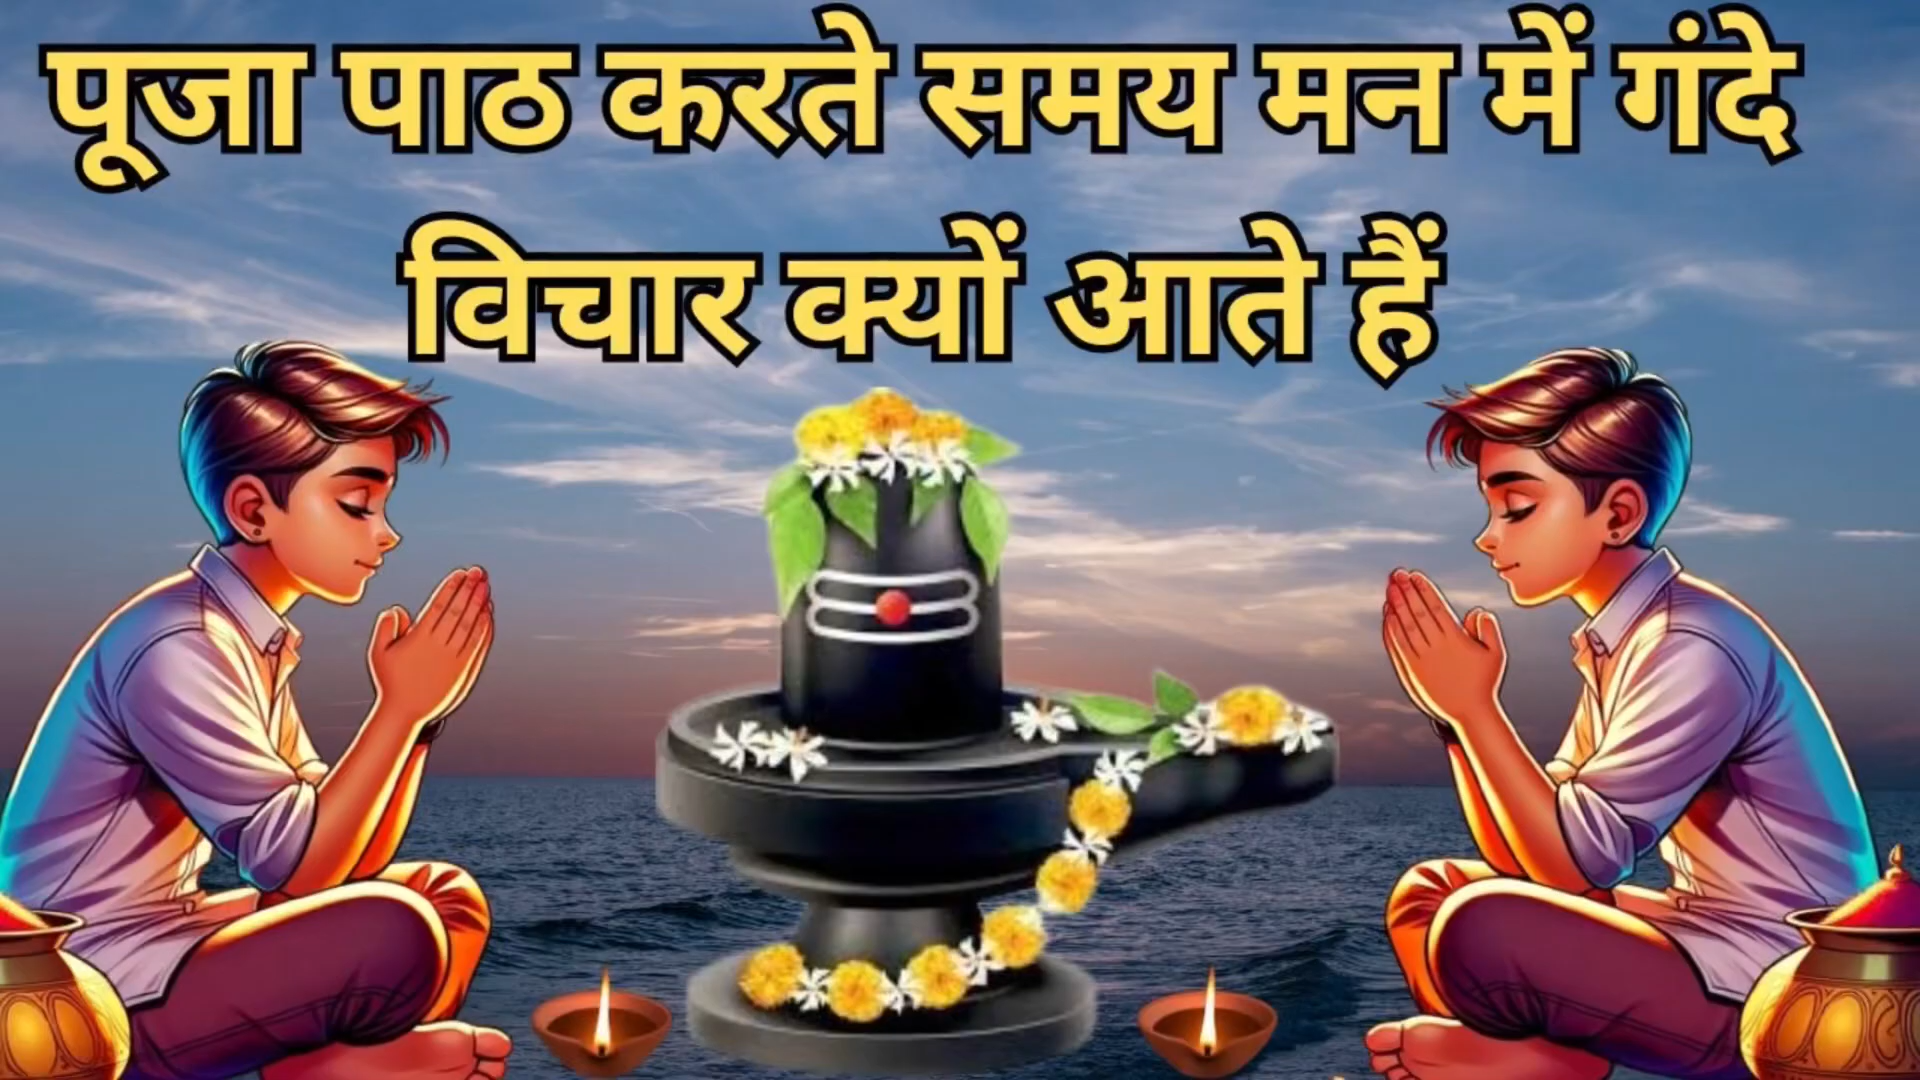 पूजा पाठ करते समय मन में गंदे
विचार क्यों आते हैं